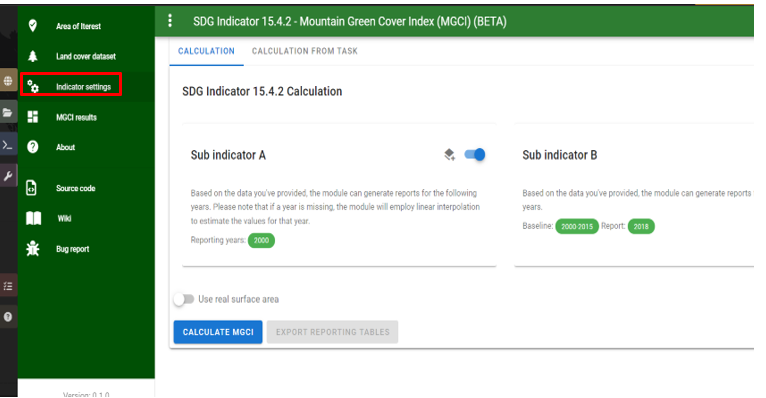 Area of Iterest
Land cover dataset
Indicator settings
MGCI results
About
Source code
Wiki
Bug report
Version: 0.1.0
SDG Indicator 15.4.2 - Mountain Green Cover Index (MGCI) (BETA)
CALCULATION CALCULATION FROM TASK
SDG Indicator 15.4.2 Calculation
Sub indicator A
Based on the data you've provided, the module can generate reports for the following
years. Please note that if a year is missing, the module will employ linear interpolation
to estimate the values for that year.
Reporting years: 2000
Sub indicator B
Based on the data you've provided, the module can generate reports
years.
Baseline: 2000-2015 Report: 2018
Use real surface area
CALCULATE MGCI EXPORT REPORTING TABLES